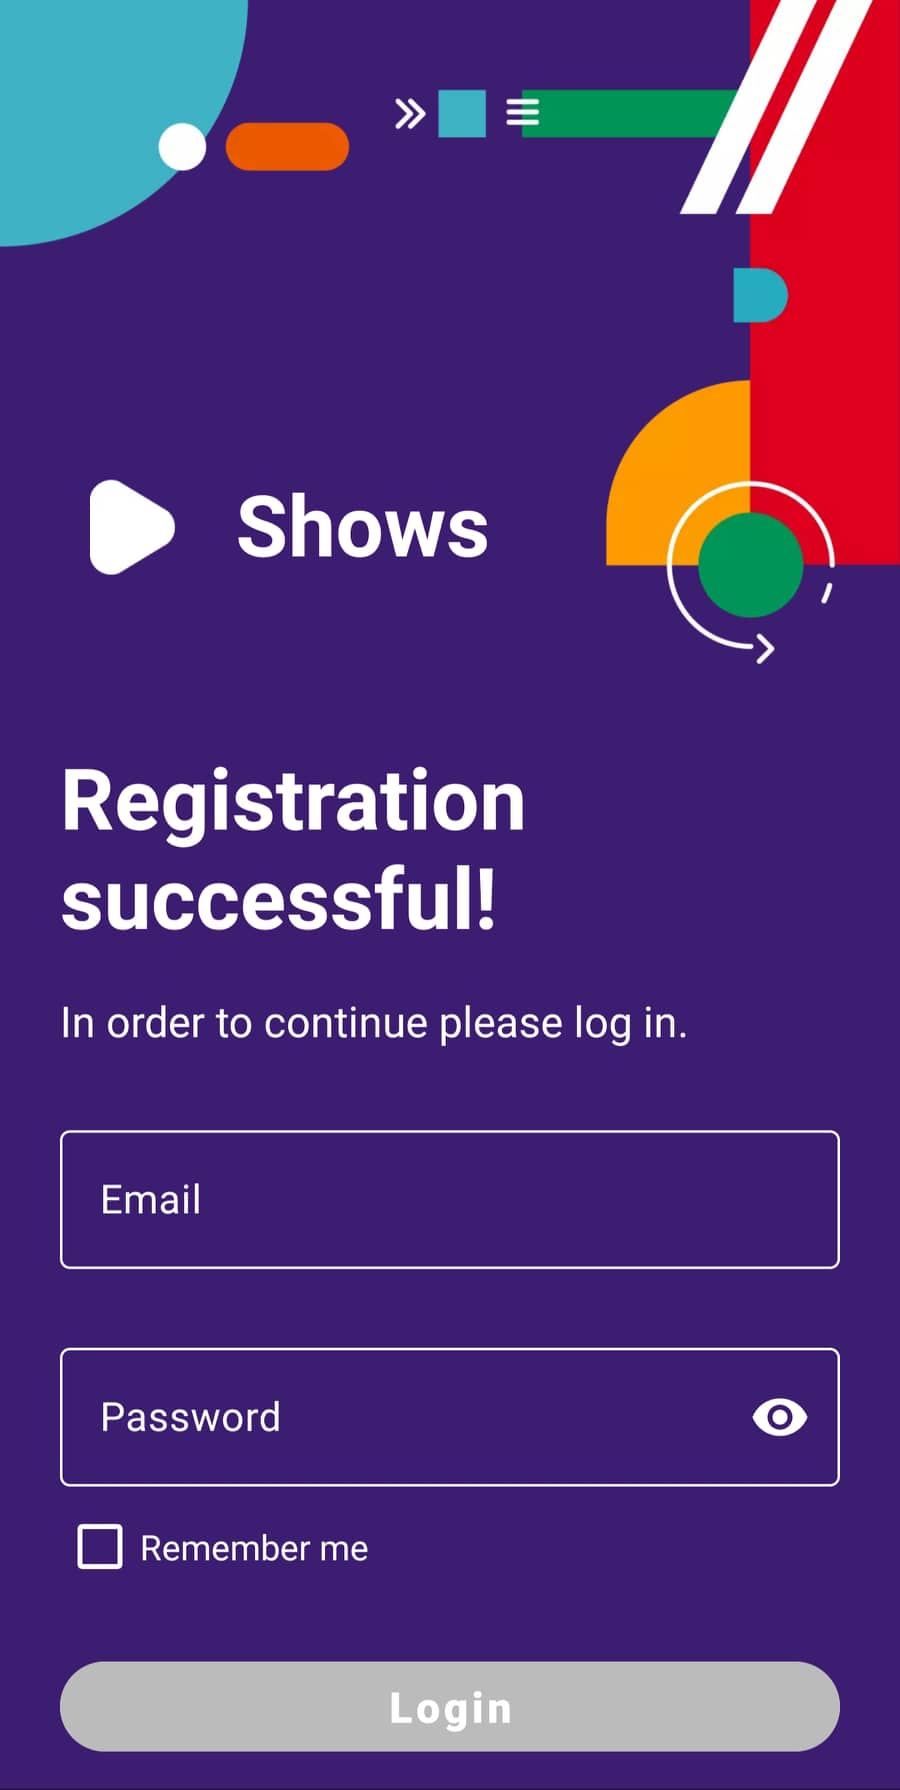 Shows
Registration
successful!
In order to continue please log in.
Email
Password
Remember me
Login